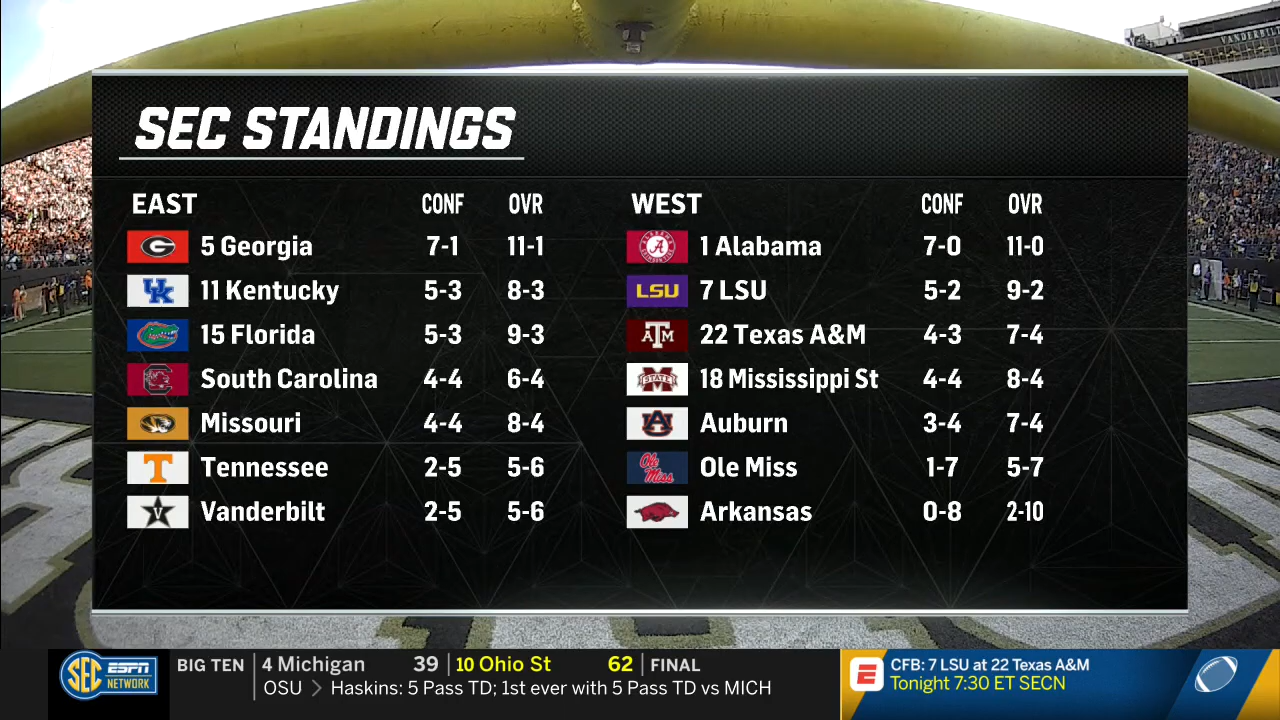 VANDERBILT
SEC STANDINGS
EAST CONF OVR
5 Georgia 7-1 11-1
11 Kentucky 5-3 8-3
15 Florida 5-3 9-3
South Carolina 4-4 6-4
Missouri 4-4 8-4
Tennessee 2-5 5-6
Vanderbilt 2-5 5-6
WEST CONF OVR
1 Alabama 7-0 11-0
LSU 7 LSU 5-2 9-2
ATM 22 Texas A&M 4-3 7-4
STATE 18 Mississippi St 4-4 8-4
Auburn 3-4 7-4
Ole Miss Ole Miss 1-7 5-7
Arkansas 0-8 2-10
SEC ESPN NETWORK
BIG TEN 4 Michigan 39 10 Ohio St 62 FINAL
OSU > Haskins: 5 Pass TD; 1st ever with 5 Pass TD vs MICH
CFB: 7 LSU at 22 Texas A&M
Tonight 7:30 ET SECN